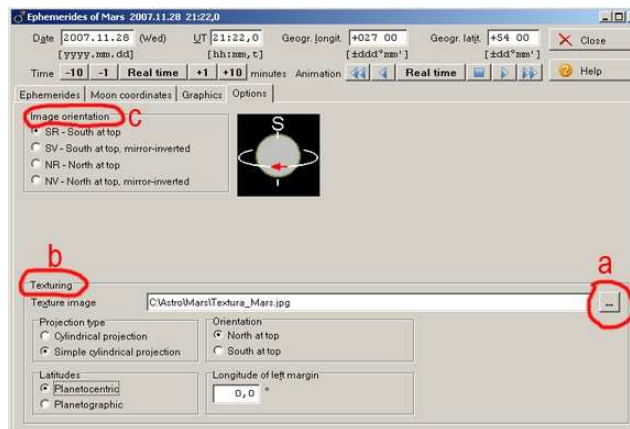 Ephemerides of Mars 2007.11.28 21:22,0
Date 2007.11.28 (Wed) UT 21:22,0 Geogr. longit. +027 00 Geogr. latit. +54 00 Close
[yyyy.mm.dd] [hh:mm,t] [±ddd°mm'] [±dd°mm']
Time -10 -1 Real time +1 +10 minutes Animation Real time Help
Ephemerides Moon coordinates Graphics Options
Image orientation c
SR - South at top
SV - South at top, mirror-inverted
NR - North at top
NV - North at top, mirror-inverted
S
b
a
Texturing
Texture image C:\Astro\Mars\Textura_Mars.jpg ...
Projection type
Cylindrical projection
Simple cylindrical projection
Orientation
North at top
South at top
Latitudes
Planetocentric
Planetographic
Longitude of left margin
0,0 °